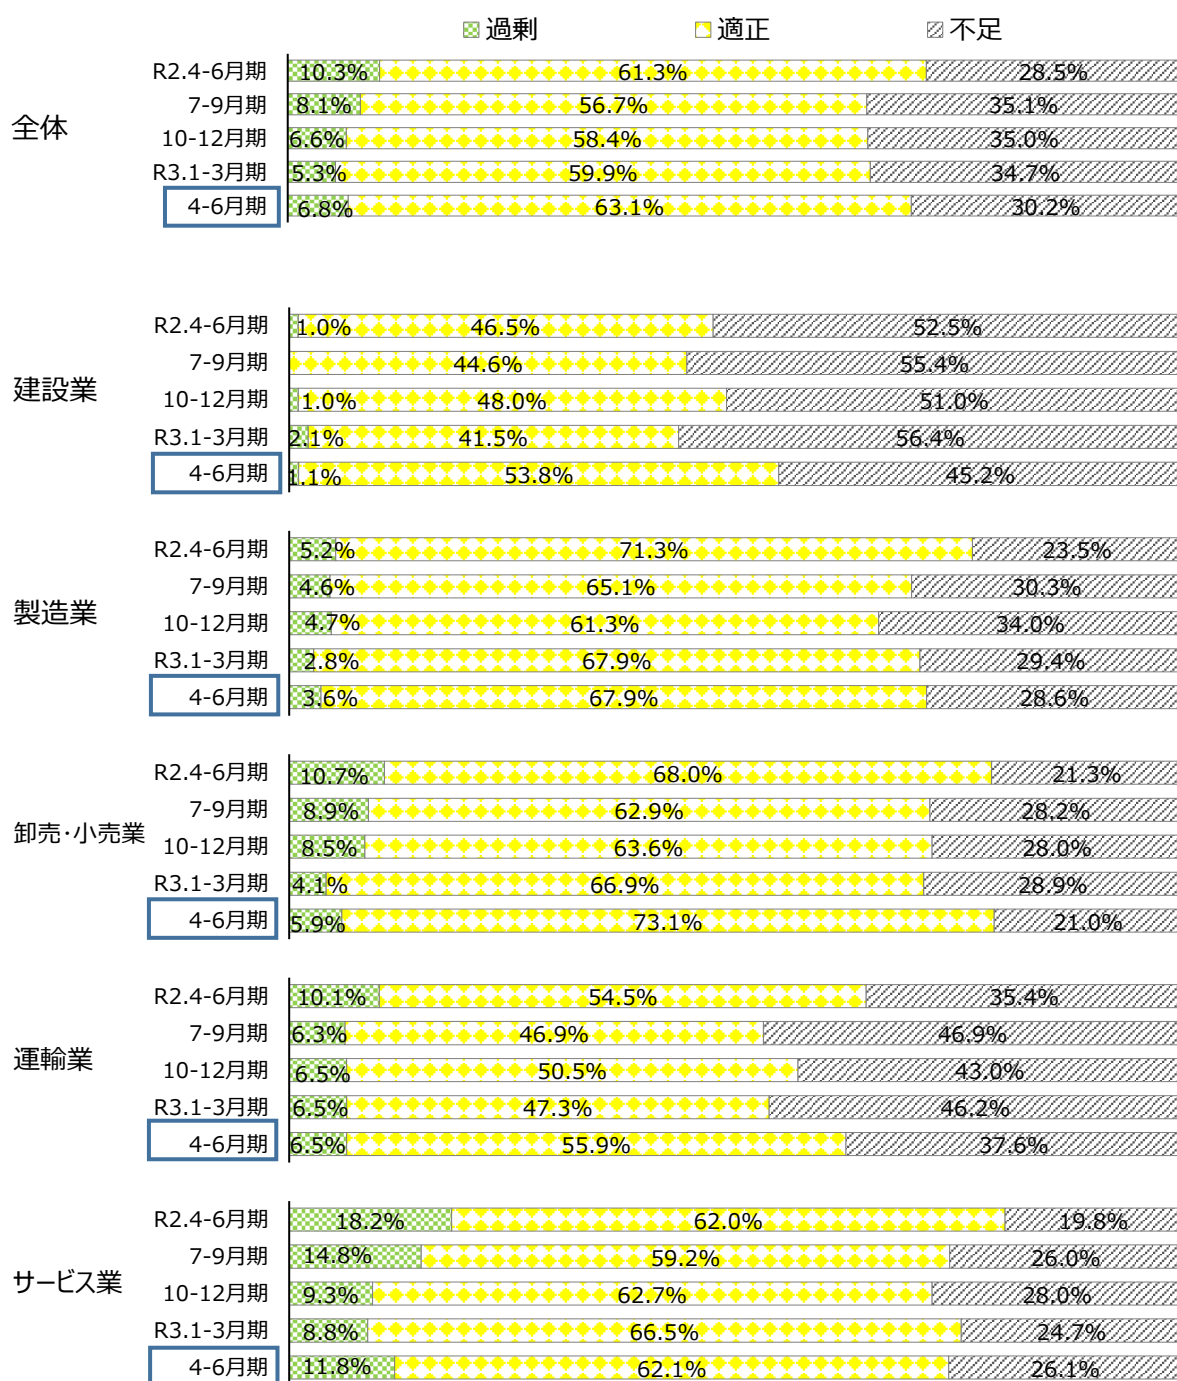 過剰 適正 不足
全体
R2.4-6月期 10.3% 61.3% 28.5%
7-9月期 8.1% 56.7% 35.1%
10-12月期 6.6% 58.4% 35.0%
R3.1-3月期 5.3% 59.9% 34.7%
4-6月期 6.8% 63.1% 30.2%
建設業
R2.4-6月期 1.0% 46.5% 52.5%
7-9月期 44.6% 55.4%
10-12月期 1.0% 48.0% 51.0%
R3.1-3月期 2.1% 41.5% 56.4%
4-6月期 1.1% 53.8% 45.2%
製造業
R2.4-6月期 5.2% 71.3% 23.5%
7-9月期 4.6% 65.1% 30.3%
10-12月期 4.7% 61.3% 34.0%
R3.1-3月期 2.8% 67.9% 29.4%
4-6月期 3.6% 67.9% 28.6%
卸売・小売業
R2.4-6月期 10.7% 68.0% 21.3%
7-9月期 8.9% 62.9% 28.2%
10-12月期 8.5% 63.6% 28.0%
R3.1-3月期 4.1% 66.9% 28.9%
4-6月期 5.9% 73.1% 21.0%
運輸業
R2.4-6月期 10.1% 54.5% 35.4%
7-9月期 6.3% 46.9% 46.9%
10-12月期 6.5% 50.5% 43.0%
R3.1-3月期 6.5% 47.3% 46.2%
4-6月期 6.5% 55.9% 37.6%
サービス業
R2.4-6月期 18.2% 62.0% 19.8%
7-9月期 14.8% 59.2% 26.0%
10-12月期 9.3% 62.7% 28.0%
R3.1-3月期 8.8% 66.5% 24.7%
4-6月期 11.8% 62.1% 26.1%